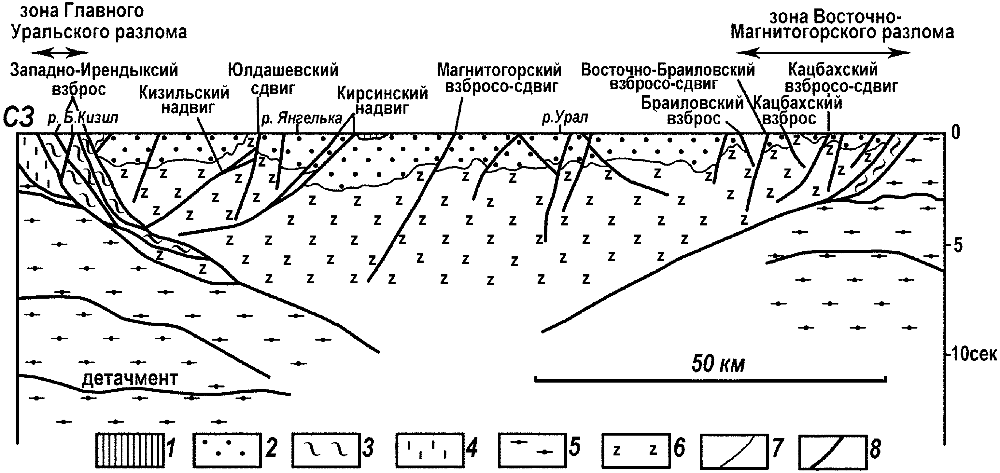 зона Главного
Уральского разлома
зона Восточно-
Магнитогорского разлома
Западно-Ирендыксий
взброс
Кизильский
надвиг
Юлдашевский
сдвиг
Кирсинский
надвиг
Магнитогорский
взбросо-сдвиг
Восточно-Браиловский
взбросо-сдвиг
Браиловский
взброс
Кацбахский
взбросо-сдвиг
Кацбахский
взброс
СЗ
р. Б.Кизил
р. Янгелька
р.Урал
0
5
10сек
50 км
детачмент
1
2
3
4
5
6
7
8